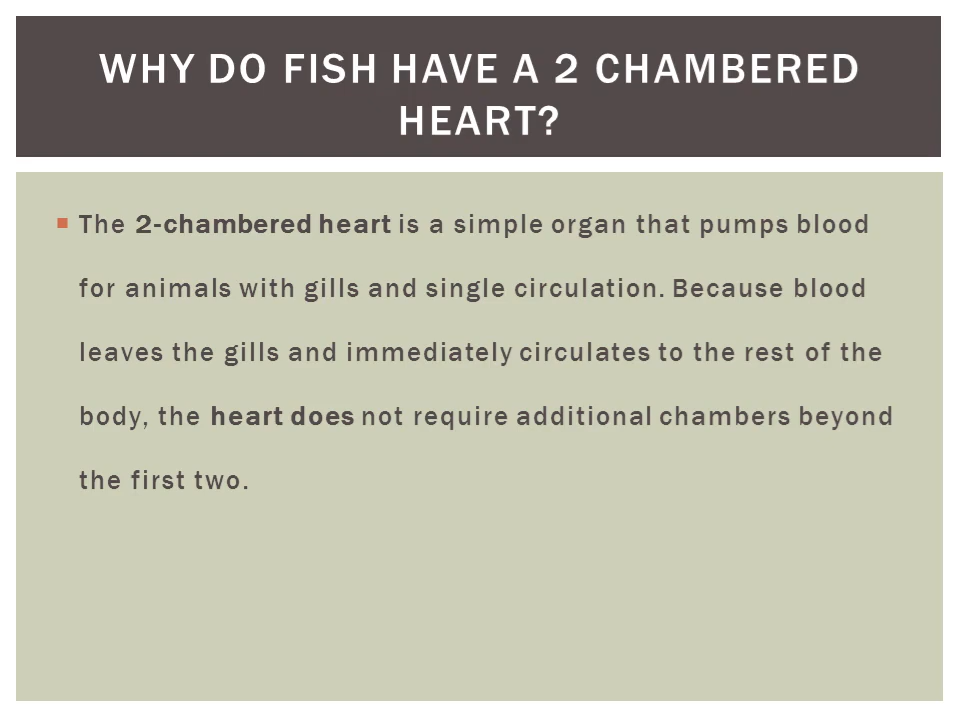 WHY DO FISH HAVE A 2 CHAMBERED
HEART?
The 2-chambered heart is a simple organ that pumps blood
for animals with gills and single circulation. Because blood
leaves the gills and immediately circulates to the rest of the
body, the heart does not require additional chambers beyond
the first two.